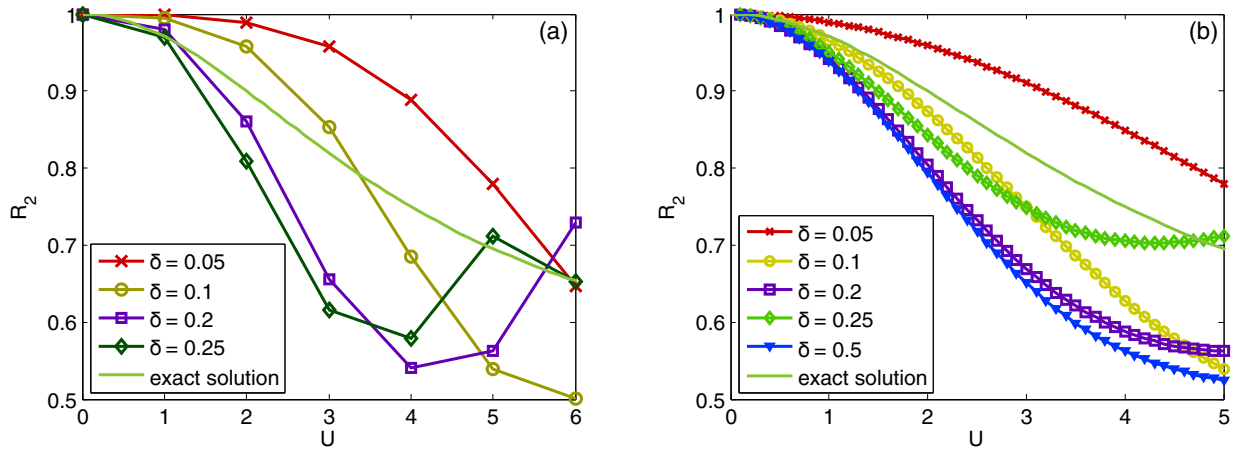 (a)
1
0.9
0.8
0.7
0.6
0.5
R2
0 1 2 3 4 5 6
U
δ = 0.05
δ = 0.1
δ = 0.2
δ = 0.25
exact solution
(b)
1
0.9
0.8
0.7
0.6
0.5
R2
0 1 2 3 4 5
U
δ = 0.05
δ = 0.1
δ = 0.2
δ = 0.25
δ = 0.5
exact solution